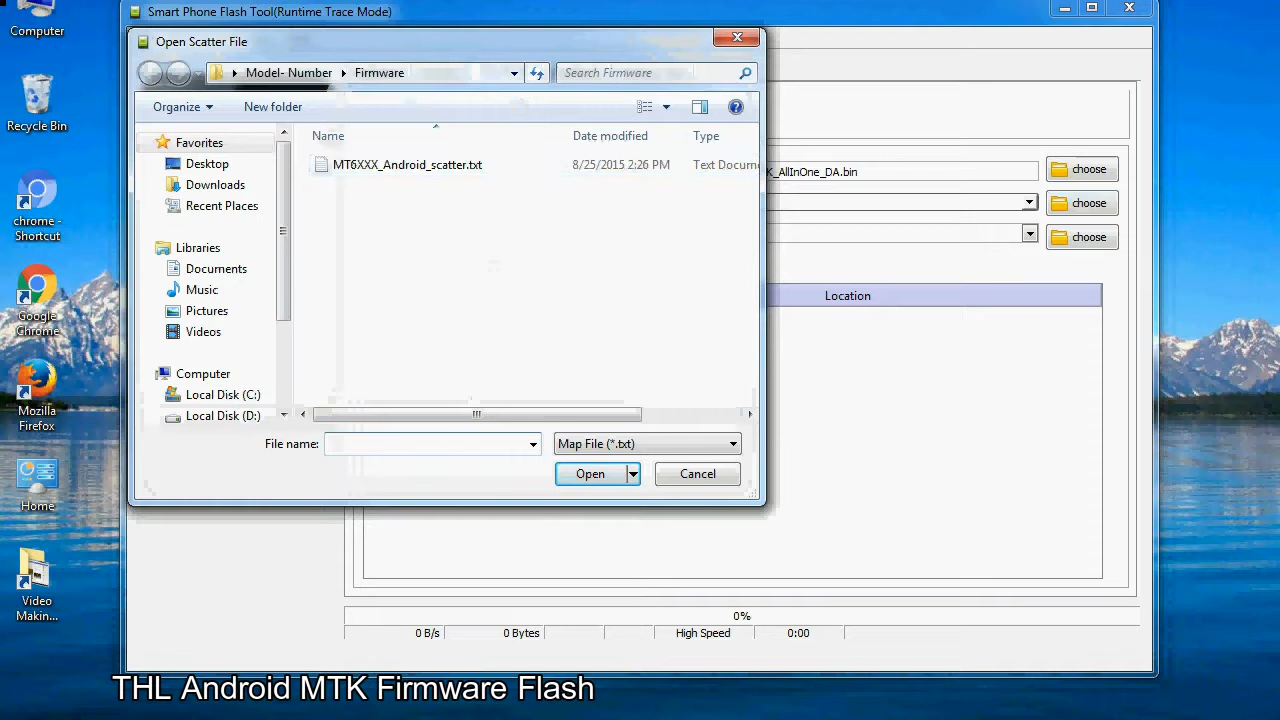 Smart Phone Flash Tool(Runtime Trace Mode)
Open Scatter File
Model- Number
Firmware
Search Firmware
Organize
New folder
Name
Date modified
Type
MT6XXX_Android_scatter.txt
8/25/2015 2:26 PM
Text Docum
Favorites
Desktop
Downloads
Recent Places
Libraries
Documents
Music
Pictures
Videos
Computer
Local Disk (C:)
Local Disk (D:)
File name:
Map File (*.txt)
Open
Cancel
K_AllInOne_DA.bin
choose
choose
choose
Location
0%
0 B/s
0 Bytes
High Speed
0:00
Computer
Recycle Bin
chrome -
Shortcut
Google
Chrome
Mozilla
Firefox
Home
Video
Makin...
THL Android MTK Firmware Flash